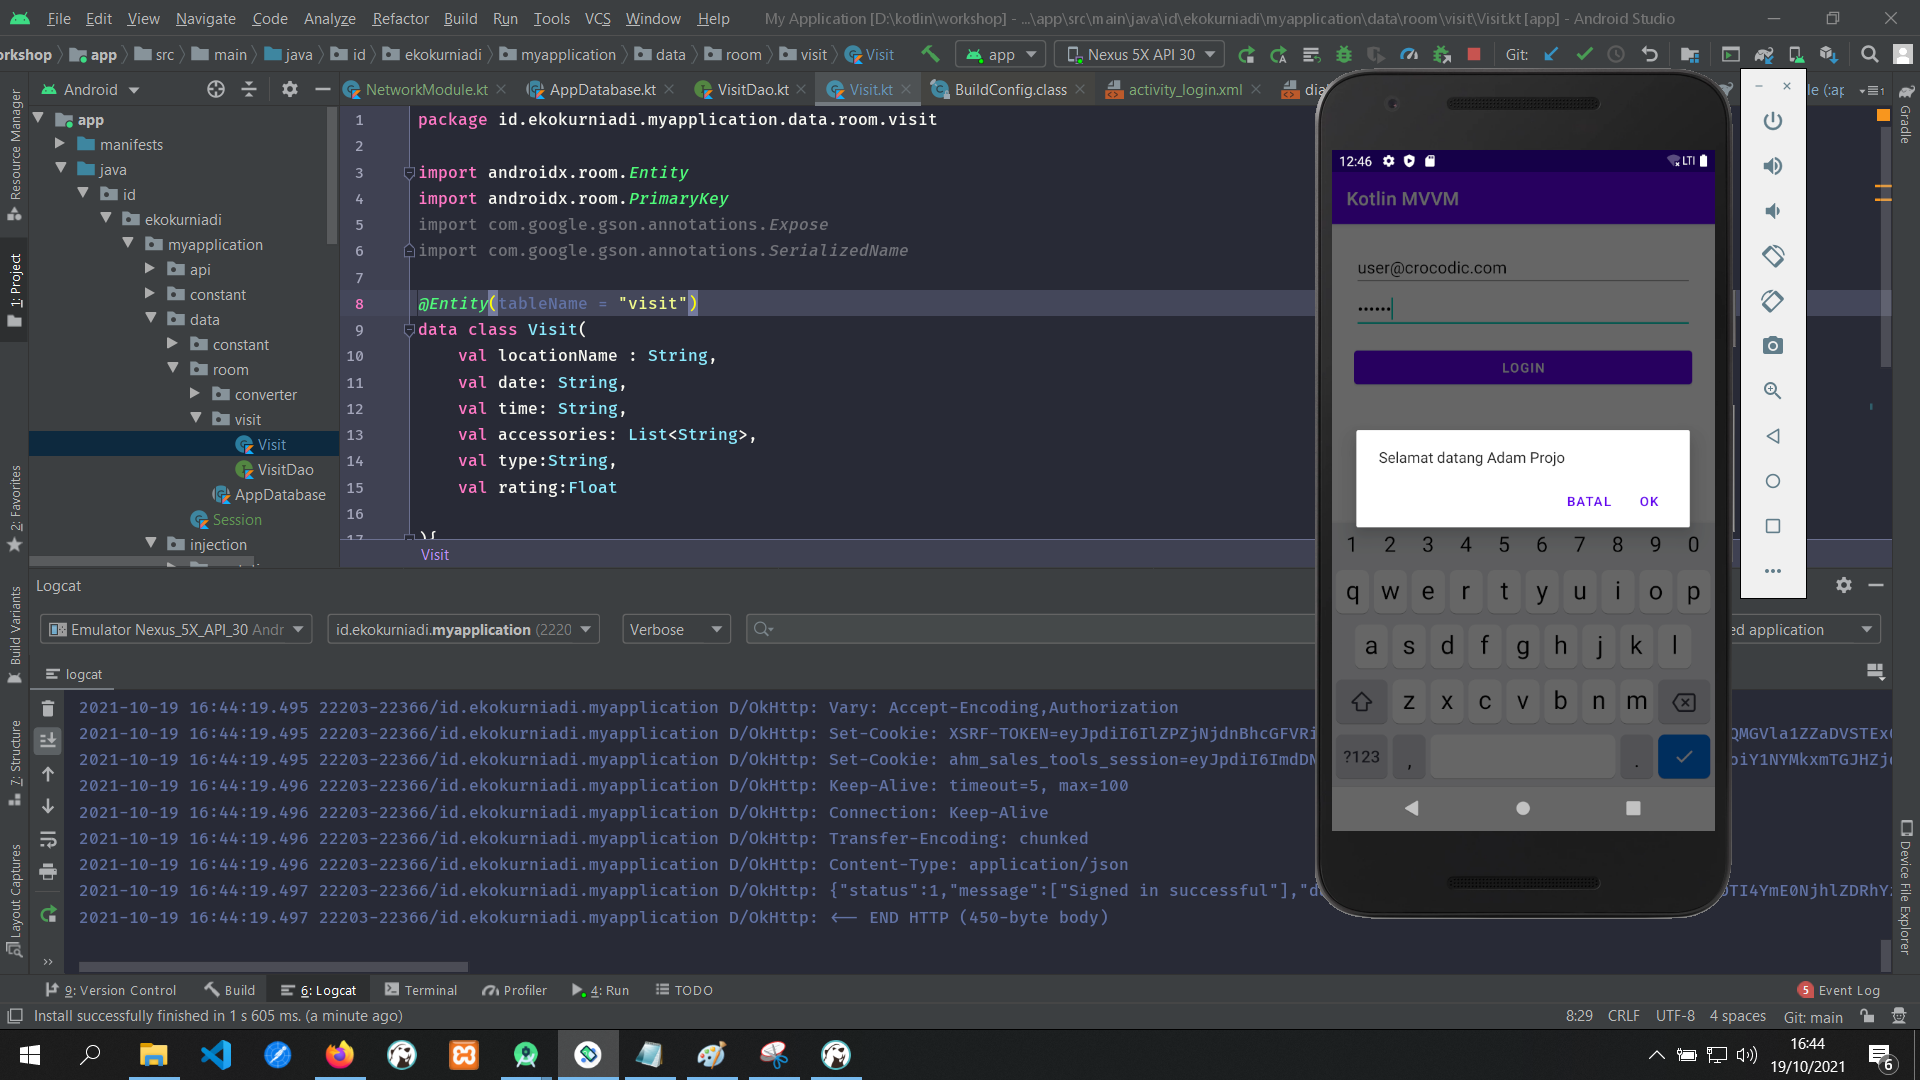 File Edit View Navigate Code Analyze Refactor Build Run Tools VCS Window Help My Application [D:\kotlin\workshop] - ...\app\src\main\java\id\ekokurniadi\myapplication\data\room\visit\Visit.kt [app] - Android Studio
orkshop app src main java id ekokurniadi myapplication data room visit Visit app Nexus 5X API 30 Git:
Android NetworkModule.kt AppDatabase.kt VisitDao.kt Visit.kt BuildConfig.class activity_login.xml dia le (:ap
Resource Manager
1: Project
2: Favorites
Build Variants
7: Structure
Layout Captures
app
manifests
java
id
ekokurniadi
myapplication
api
constant
data
constant
room
converter
visit
Visit
VisitDao
AppDatabase
Session
injection
1 package id.ekokurniadi.myapplication.data.room.visit
2
3 import androidx.room.Entity
4 import androidx.room.PrimaryKey
5 import com.google.gson.annotations.Expose
6 import com.google.gson.annotations.SerializedName
7
8 @Entity(tableName = "visit")
9 data class Visit(
10 val locationName : String,
11 val date: String,
12 val time: String,
13 val accessories: List<String>,
14 val type:String,
15 val rating:Float
16
17 ){
Visit
12:46 LTE
Kotlin MVVM
user@crocodic.com
••••••
LOGIN
Selamat datang Adam Projo
BATAL OK
1 2 3 4 5 6 7 8 9 0
q w e r t y u i o p
a s d f g h j k l
z x c v b n m
?123 , .
Gradle
Device File Explorer
Logcat
Emulator Nexus_5X_API_30 Andr id.ekokurniadi.myapplication (2220 Verbose ed application
logcat
2021-10-19 16:44:19.495 22203-22366/id.ekokurniadi.myapplication D/OkHttp: Vary: Accept-Encoding,Authorization
2021-10-19 16:44:19.495 22203-22366/id.ekokurniadi.myapplication D/OkHttp: Set-Cookie: XSRF-TOKEN=eyJpdiI6IlZPZjNjdnBhcGFVRi
2021-10-19 16:44:19.495 22203-22366/id.ekokurniadi.myapplication D/OkHttp: Set-Cookie: ahm_sales_tools_session=eyJpdiI6ImdDN
2021-10-19 16:44:19.496 22203-22366/id.ekokurniadi.myapplication D/OkHttp: Keep-Alive: timeout=5, max=100
2021-10-19 16:44:19.496 22203-22366/id.ekokurniadi.myapplication D/OkHttp: Connection: Keep-Alive
2021-10-19 16:44:19.496 22203-22366/id.ekokurniadi.myapplication D/OkHttp: Transfer-Encoding: chunked
2021-10-19 16:44:19.496 22203-22366/id.ekokurniadi.myapplication D/OkHttp: Content-Type: application/json
2021-10-19 16:44:19.497 22203-22366/id.ekokurniadi.myapplication D/OkHttp: {"status":1,"message":["Signed in successful"],"d
2021-10-19 16:44:19.497 22203-22366/id.ekokurniadi.myapplication D/OkHttp: <-- END HTTP (450-byte body)
9: Version Control Build 6: Logcat Terminal Profiler 4: Run TODO 5 Event Log
Install successfully finished in 1 s 605 ms. (a minute ago) 8:29 CRLF UTF-8 4 spaces Git: main
16:44
19/10/2021
6